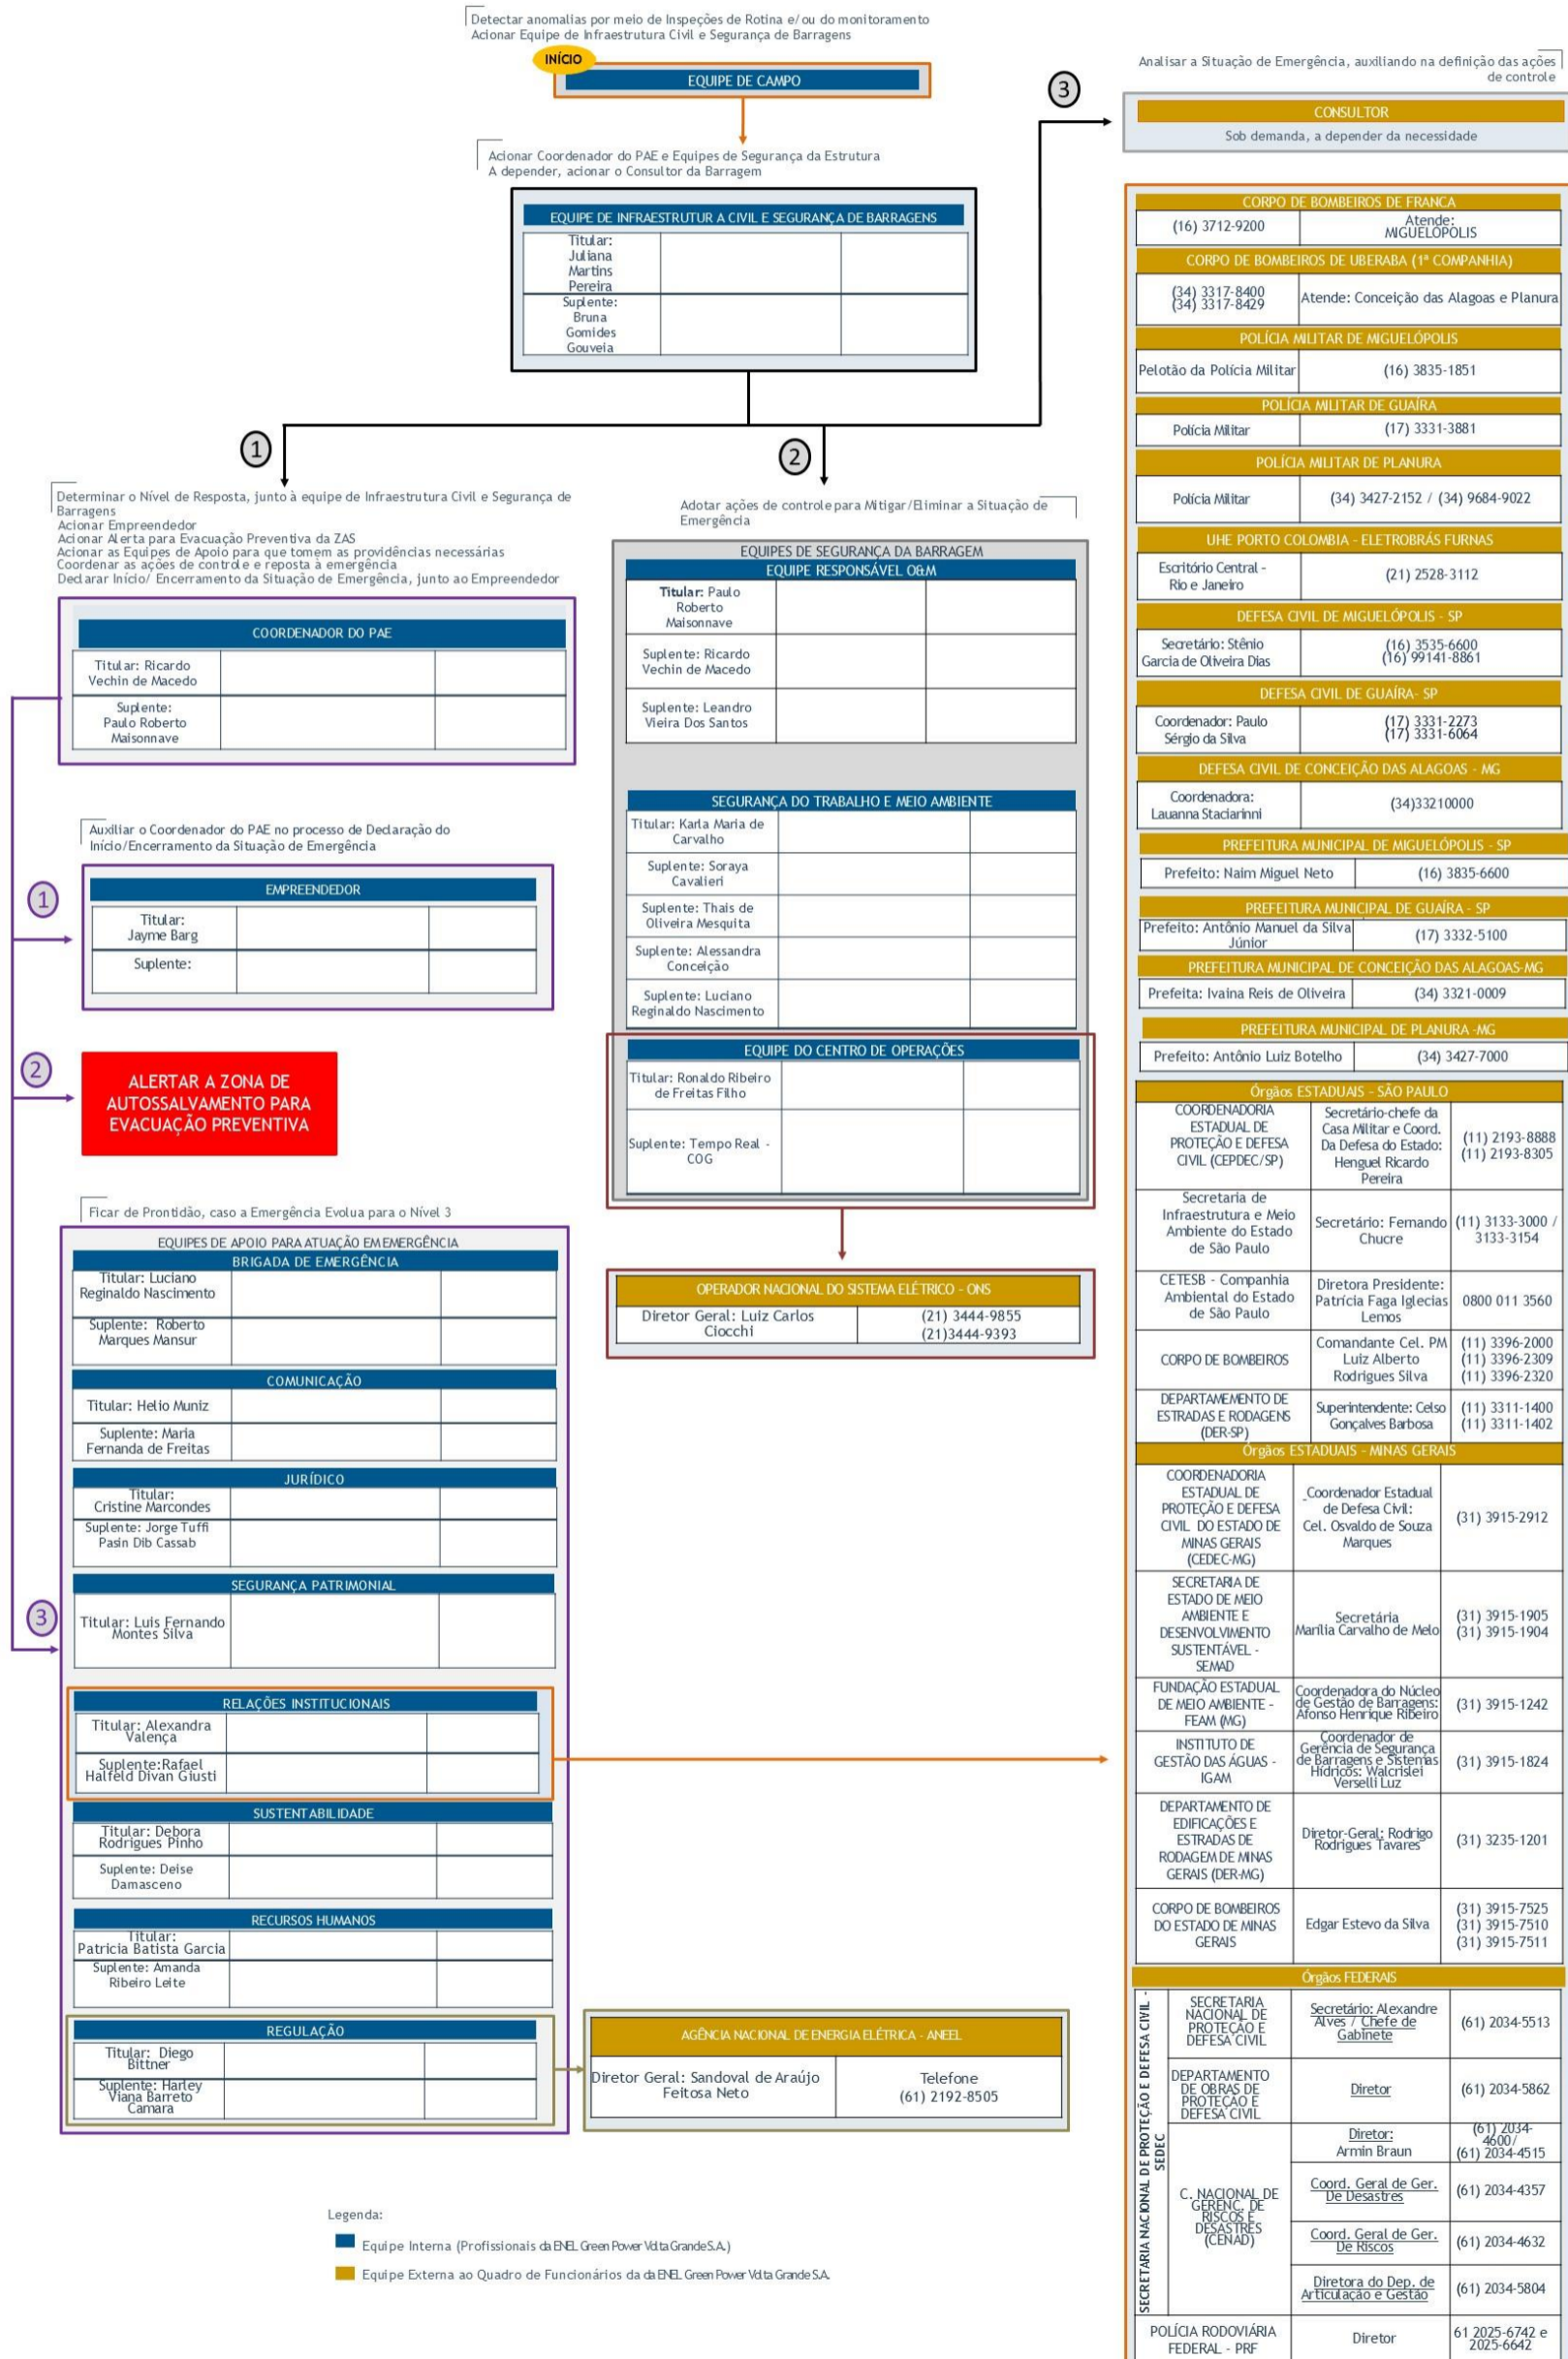 Detectar anomalias por meio de Inspeções de Rotina e/ou do monitoramento
Acionar Equipe de Infraestrutura Civil e Segurança de Barragens
INÍCIO
EQUIPE DE CAMPO
3
Analisar a Situação de Emergência, auxiliando na definição das ações
de controle
CONSULTOR
Sob demanda, a depender da necessidade
Acionar Coordenador do PAE e Equipes de Segurança da Estrutura
A depender, acionar o Consultor da Barragem
EQUIPE DE INFRAESTRUTUR A CIVIL E SEGURANÇA DE BARRAGENS
Titular:
Juliana
Martins
Pereira
Suplente:
Bruna
Gomides
Gouveia
1
2
Determinar o Nível de Resposta, junto à equipe de Infraestrutura Civil e Segurança de
Barragens
Acionar Empreendedor
Acionar Alerta para Evacuação Preventiva da ZAS
Acionar as Equipes de Apoio para que tomem as providências necessárias
Coordenar as ações de controle e reposta à emergência
Declarar Início/ Encerramento da Situação de Emergência, junto ao Empreendedor
COORDENADOR DO PAE
Titular: Ricardo
Vechin de Macedo
Suplente:
Paulo Roberto
Maisonnave
Auxiliar o Coordenador do PAE no processo de Declaração do
Início/Encerramento da Situação de Emergência
1
EMPREENDEDOR
Titular:
Jayme Barg
Suplente:
2
ALERTAR A ZONA DE
AUTOSSALVAMENTO PARA
EVACUAÇÃO PREVENTIVA
Ficar de Prontidão, caso a Emergência Evolua para o Nível 3
EQUIPES DE APOIO PARA ATUAÇÃO EM EMERGÊNCIA
BRIGADA DE EMERGÊNCIA
Titular: Luciano
Reginaldo Nascimento
Suplente: Roberto
Marques Mansur
COMUNICAÇÃO
Titular: Helio Muniz
Suplente: Maria
Fernanda de Freitas
JURÍDICO
Titular:
Cristine Marcondes
Suplente: Jorge Tuffi
Pasin Dib Cassab
SEGURANÇA PATRIMONIAL
3
Titular: Luis Fernando
Montes Silva
RELAÇÕES INSTITUCIONAIS
Titular: Alexandra
Valença
Suplente:Rafael
Halfeld Divan Giusti
SUSTENTABILIDADE
Titular: Debora
Rodrigues Pinho
Suplente: Deise
Damasceno
RECURSOS HUMANOS
Titular:
Patricia Batista Garcia
Suplente: Amanda
Ribeiro Leite
REGULAÇÃO
Titular: Diego
Bittner
Suplente: Harley
Viana Barreto
Camara
Adotar ações de controle para Mitigar/Eliminar a Situação de
Emergência
EQUIPES DE SEGURANÇA DA BARRAGEM
EQUIPE RESPONSÁVEL O&M
Titular: Paulo
Roberto
Maisonnave
Suplente: Ricardo
Vechin de Macedo
Suplente: Leandro
Vieira Dos Santos
SEGURANÇA DO TRABALHO E MEIO AMBIENTE
Titular: Karla Maria de
Carvalho
Suplente: Soraya
Cavalieri
Suplente: Thais de
Oliveira Mesquita
Suplente: Alessandra
Conceição
Suplente: Luciano
Reginaldo Nascimento
EQUIPE DO CENTRO DE OPERAÇÕES
Titular: Ronaldo Ribeiro
de Freitas Filho
Suplente: Tempo Real -
COG
OPERADOR NACIONAL DO SISTEMA ELÉTRICO - ONS
Diretor Geral: Luiz Carlos
Ciocchi
(21) 3444-9855
(21)3444-9393
AGÊNCIA NACIONAL DE ENERGIA ELÉTRICA - ANEEL
Diretor Geral: Sandoval de Araújo
Feitosa Neto
Telefone
(61) 2192-8505
CORPO DE BOMBEIROS DE FRANCA
(16) 3712-9200
Atende:
MIGUELÓPOLIS
CORPO DE BOMBEIROS DE UBERABA (1ª COMPANHIA)
(34) 3317-8400
(34) 3317-8429
Atende: Conceição das Alagoas e Planura
POLÍCIA MILITAR DE MIGUELÓPOLIS
Pelotão da Polícia Militar
(16) 3835-1851
POLÍCIA MILITAR DE GUAÍRA
Polícia Militar
(17) 3331-3881
POLÍCIA MILITAR DE PLANURA
Polícia Militar
(34) 3427-2152 / (34) 9684-9022
UHE PORTO COLOMBIA - ELETROBRÁS FURNAS
Escritório Central -
Rio e Janeiro
(21) 2528-3112
DEFESA CIVIL DE MIGUELÓPOLIS - SP
Secretário: Stênio
Garcia de Oliveira Dias
(16) 3535-6600
(16) 99141-8861
DEFESA CIVIL DE GUAÍRA- SP
Coordenador: Paulo
Sérgio da Silva
(17) 3331-2273
(17) 3331-6064
DEFESA CIVIL DE CONCEIÇÃO DAS ALAGOAS - MG
Coordenadora:
Lauanna Staciarinni
(34)33210000
PREFEITURA MUNICIPAL DE MIGUELÓPOLIS - SP
Prefeito: Naim Miguel Neto
(16) 3835-6600
PREFEITURA MUNICIPAL DE GUAÍRA - SP
Prefeito: Antônio Manuel da Silva
Júnior
(17) 3332-5100
PREFEITURA MUNICIPAL DE CONCEIÇÃO DAS ALAGOAS-MG
Prefeita: Ivaina Reis de Oliveira
(34) 3321-0009
PREFEITURA MUNICIPAL DE PLANURA -MG
Prefeito: Antônio Luiz Botelho
(34) 3427-7000
Órgãos ESTADUAIS - SÃO PAULO
COORDENADORIA
ESTADUAL DE
PROTEÇÃO E DEFESA
CIVIL (CEPDEC/SP)
Secretário-chefe da
Casa Militar e Coord.
Da Defesa do Estado:
Henguel Ricardo
Pereira
(11) 2193-8888
(11) 2193-8305
Secretaria de
Infraestrutura e Meio
Ambiente do Estado
de São Paulo
Secretário: Fernando
Chucre
(11) 3133-3000 /
3133-3154
CETESB - Companhia
Ambiental do Estado
de São Paulo
Diretora Presidente:
Patrícia Faga Iglecias
Lemos
0800 011 3560
CORPO DE BOMBEIROS
Comandante Cel. PM
Luiz Alberto
Rodrigues Silva
(11) 3396-2000
(11) 3396-2309
(11) 3396-2320
DEPARTAMEMENTO DE
ESTRADAS E RODAGENS
(DER-SP)
Superintendente: Celso
Gonçalves Barbosa
(11) 3311-1400
(11) 3311-1402
Órgãos ESTADUAIS - MINAS GERAIS
COORDENADORIA
ESTADUAL DE
PROTEÇÃO E DEFESA
CIVIL DO ESTADO DE
MINAS GERAIS
(CEDEC-MG)
_Coordenador Estadual
de Defesa Civil:
Cel. Osvaldo de Souza
Marques
(31) 3915-2912
SECRETARIA DE
ESTADO DE MEIO
AMBIENTE E
DESENVOLVIMENTO
SUSTENTÁVEL -
SEMAD
Secretária
Marília Carvalho de Melo
(31) 3915-1905
(31) 3915-1904
FUNDAÇÃO ESTADUAL
DE MEIO AMBIENTE -
FEAM (MG)
Coordenadora do Núcleo
de Gestão de Barragens:
Afonso Henrique Ribeiro
(31) 3915-1242
INSTITUTO DE
GESTÃO DAS ÁGUAS -
IGAM
Coordenador de
Gerência de Segurança
de Barragens e Sistemas
Hídricos: Walcrislei
Verselli Luz
(31) 3915-1824
DEPARTAMENTO DE
EDIFICAÇÕES E
ESTRADAS DE
RODAGEM DE MINAS
GERAIS (DER-MG)
Diretor-Geral: Rodrigo
Rodrigues Tavares
(31) 3235-1201
CORPO DE BOMBEIROS
DO ESTADO DE MINAS
GERAIS
Edgar Estevo da Silva
(31) 3915-7525
(31) 3915-7510
(31) 3915-7511
Órgãos FEDERAIS
SECRETARIA NACIONAL DE PROTEÇÃO E DEFESA CIVIL -
SEDEC
SECRETARIA
NACIONAL DE
PROTEÇÃO E
DEFESA CIVIL
Secretário: Alexandre
Alves / Chefe de
Gabinete
(61) 2034-5513
DEPARTAMENTO
DE OBRAS DE
PROTEÇÃO E
DEFESA CIVIL
Diretor
(61) 2034-5862
C. NACIONAL DE
GERENC. DE
RISCOS E
DESASTRES
(CENAD)
Diretor:
Armin Braun
(61) 2034-
4600/
(61) 2034-4515
Coord. Geral de Ger.
De Desastres
(61) 2034-4357
Coord. Geral de Ger.
De Riscos
(61) 2034-4632
Diretora do Dep. de
Articulação e Gestão
(61) 2034-5804
POLÍCIA RODOVIÁRIA
FEDERAL - PRF
Diretor
61 2025-6742 e
2025-6642
Legenda:
Equipe Interna (Profissionais da ENEL Green Power Volta Grande S.A.)
Equipe Externa ao Quadro de Funcionários da da ENEL Green Power Volta Grande S.A.